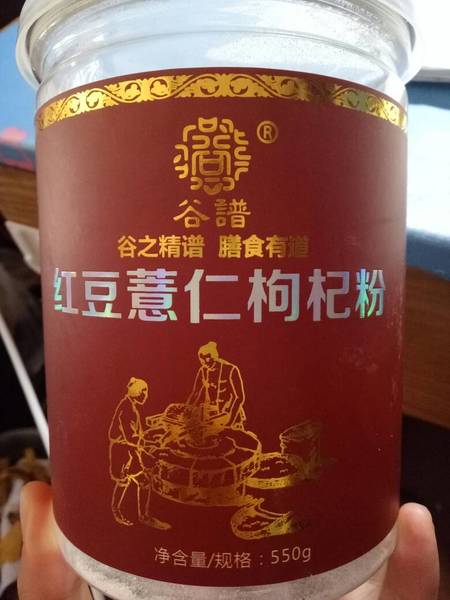 ®
谷譜
谷之精谱 膳食有道
红豆薏仁枸杞粉
净含量/规格：550g